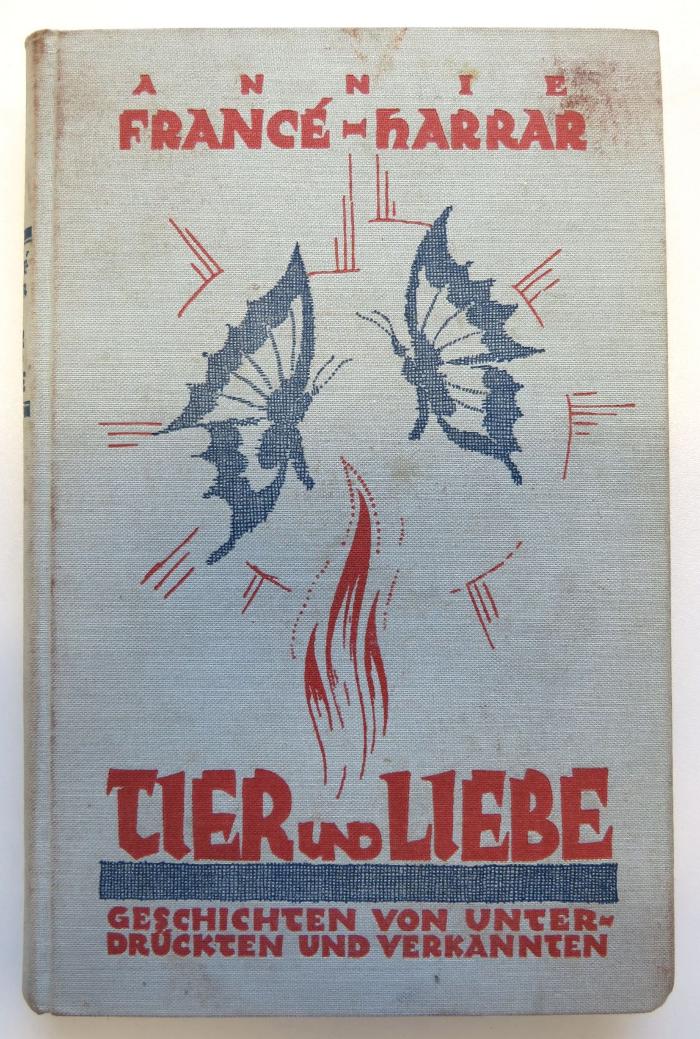 ANNIE
FRANCÉ-HARRAR
TIER UND LIEBE
GESCHICHTEN VON UNTER-
DRÜCKTEN UND VERKANNTEN